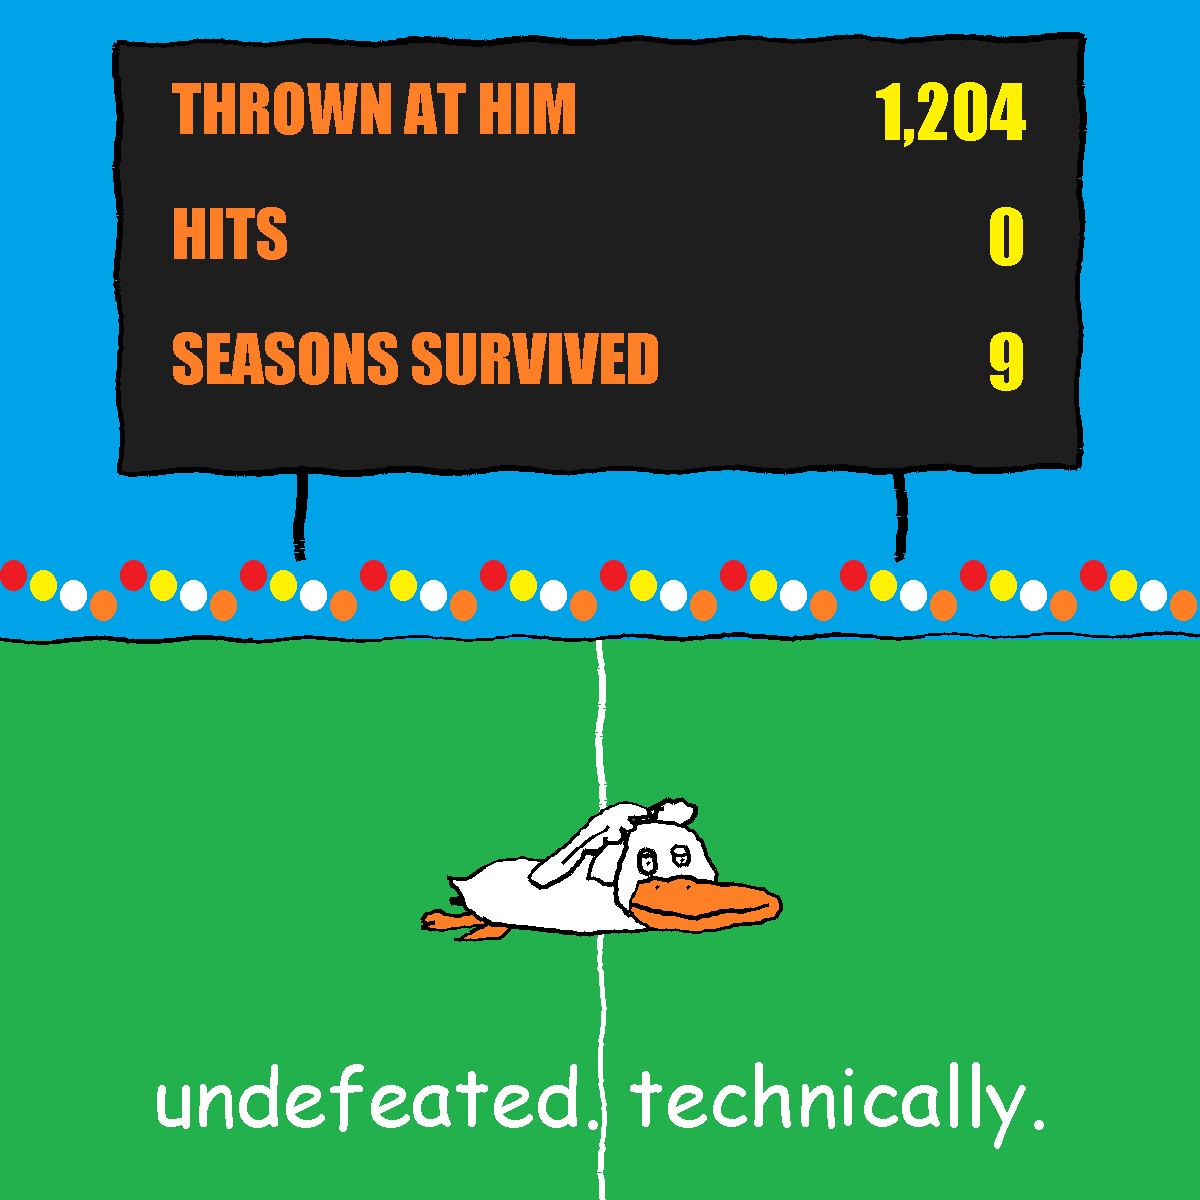 THROWN AT HIM 1,204
HITS 0
SEASONS SURVIVED 9
undefeated. technically.